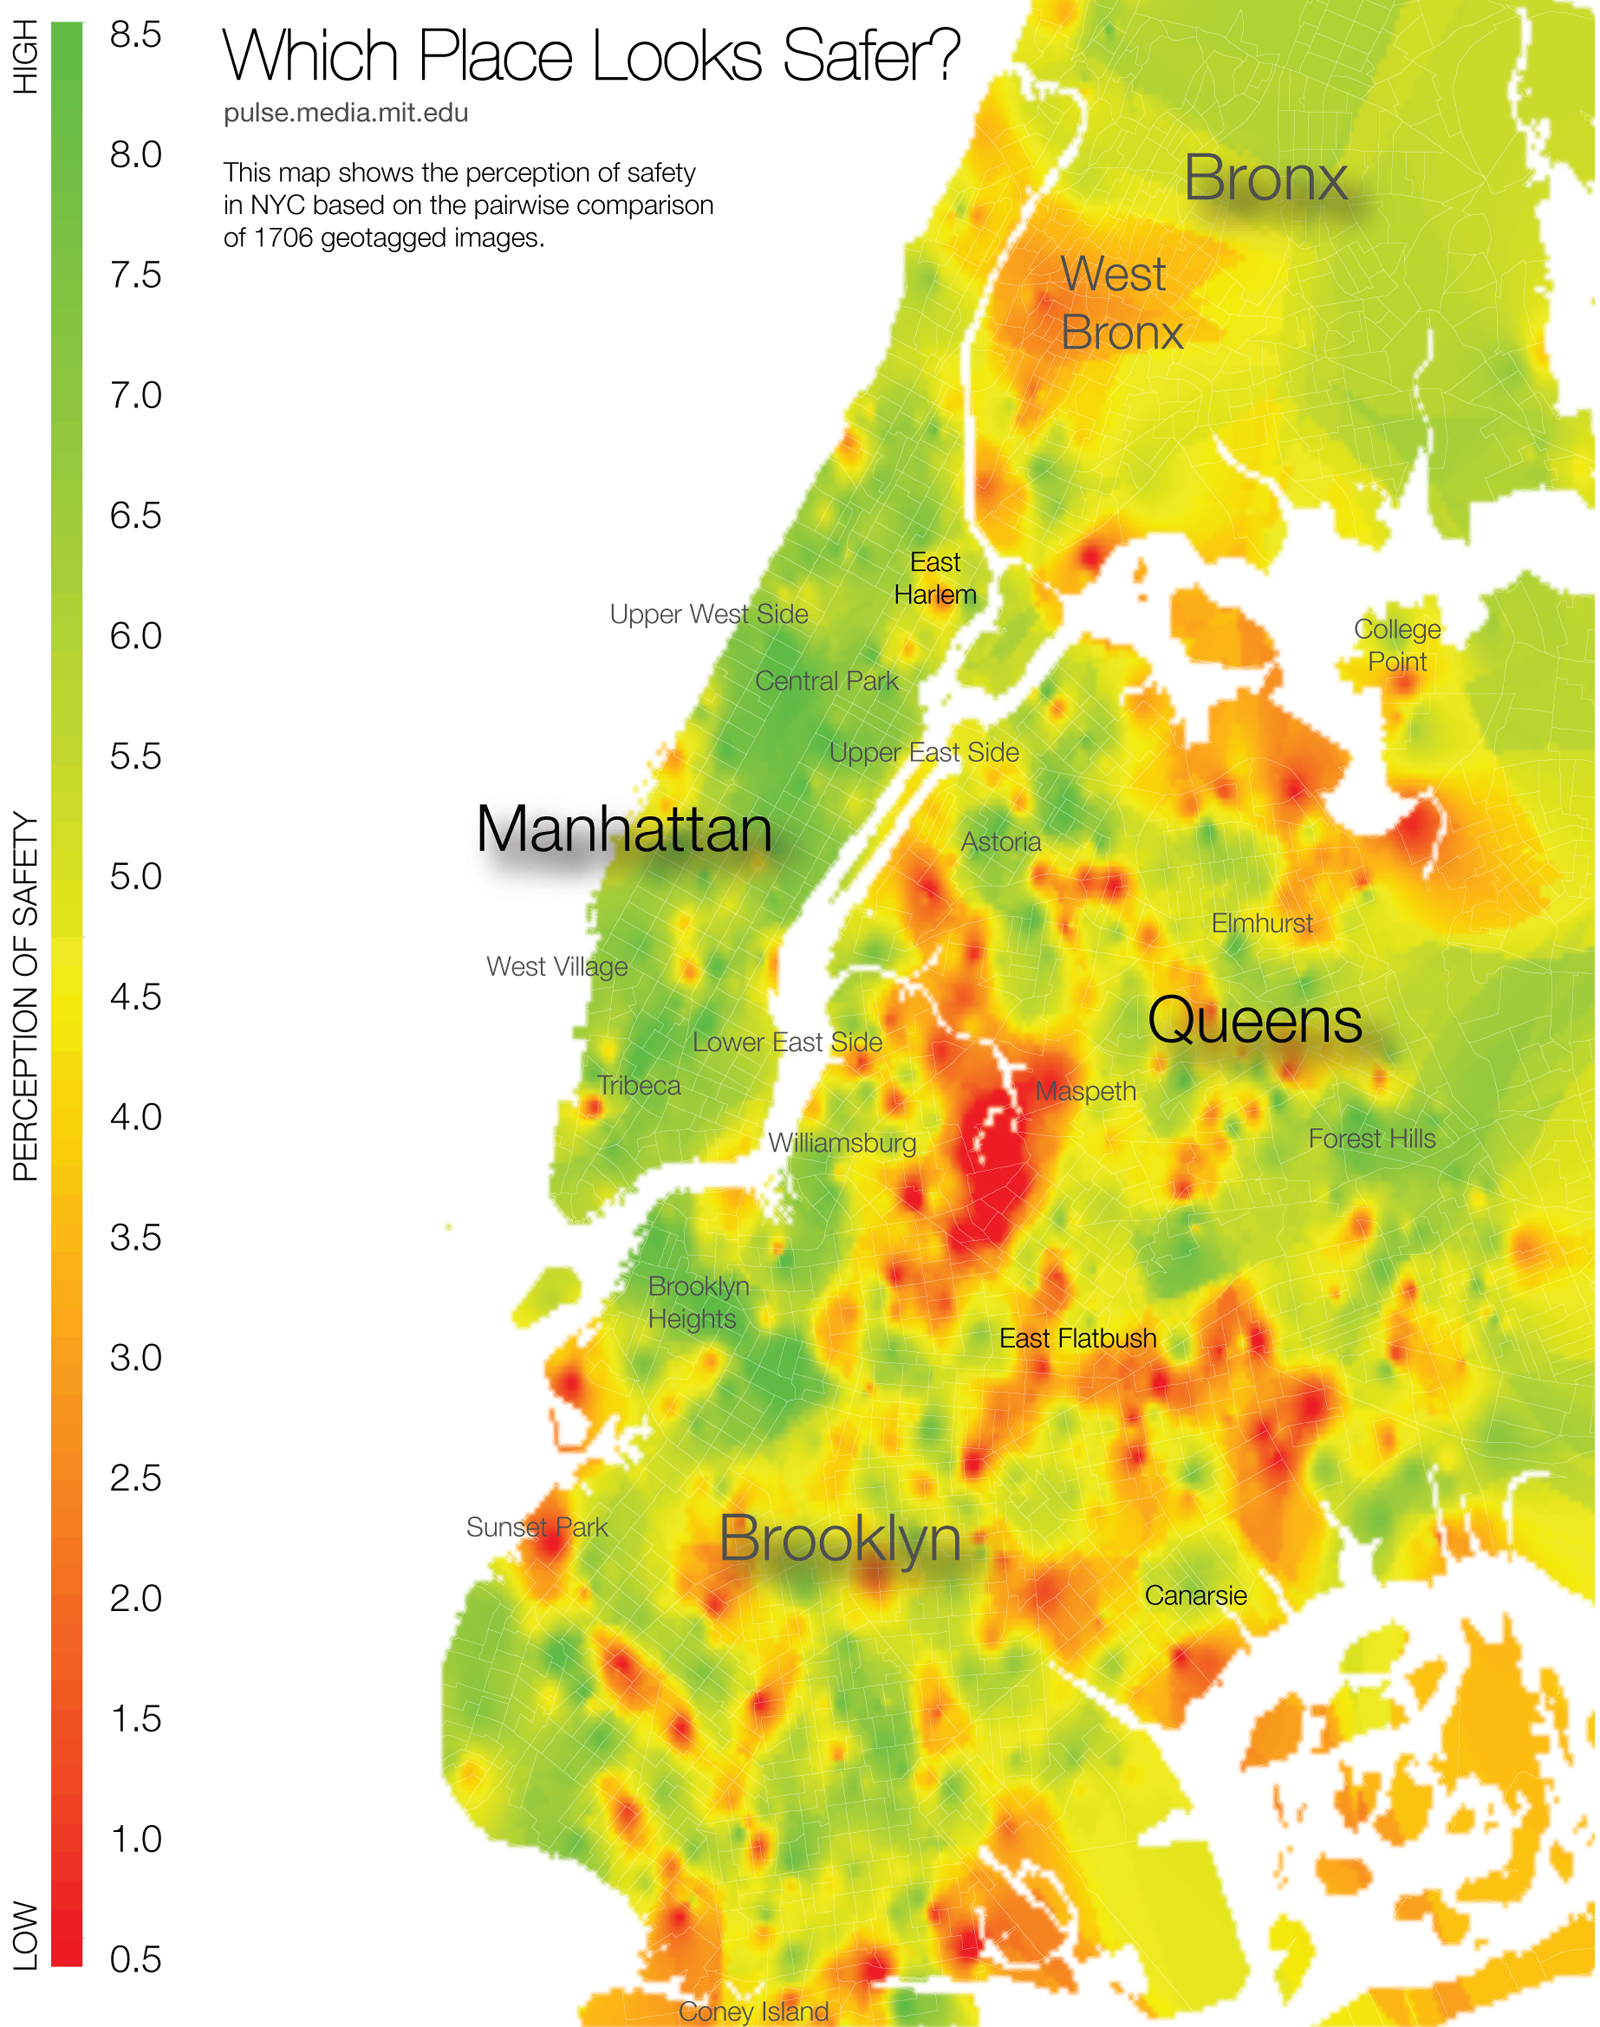 Which Place Looks Safer?
pulse.media.mit.edu
This map shows the perception of safety
in NYC based on the pairwise comparison
of 1706 geotagged images.
HIGH
PERCEPTION OF SAFETY
LOW
8.5
8.0
7.5
7.0
6.5
6.0
5.5
5.0
4.5
4.0
3.5
3.0
2.5
2.0
1.5
1.0
0.5
Bronx
West
Bronx
East
Harlem
Upper West Side
College
Point
Central Park
Upper East Side
Manhattan
Astoria
Elmhurst
West Village
Queens
Lower East Side
Tribeca
Maspeth
Williamsburg
Forest Hills
Brooklyn
Heights
East Flatbush
Sunset Park
Brooklyn
Canarsie
Coney Island